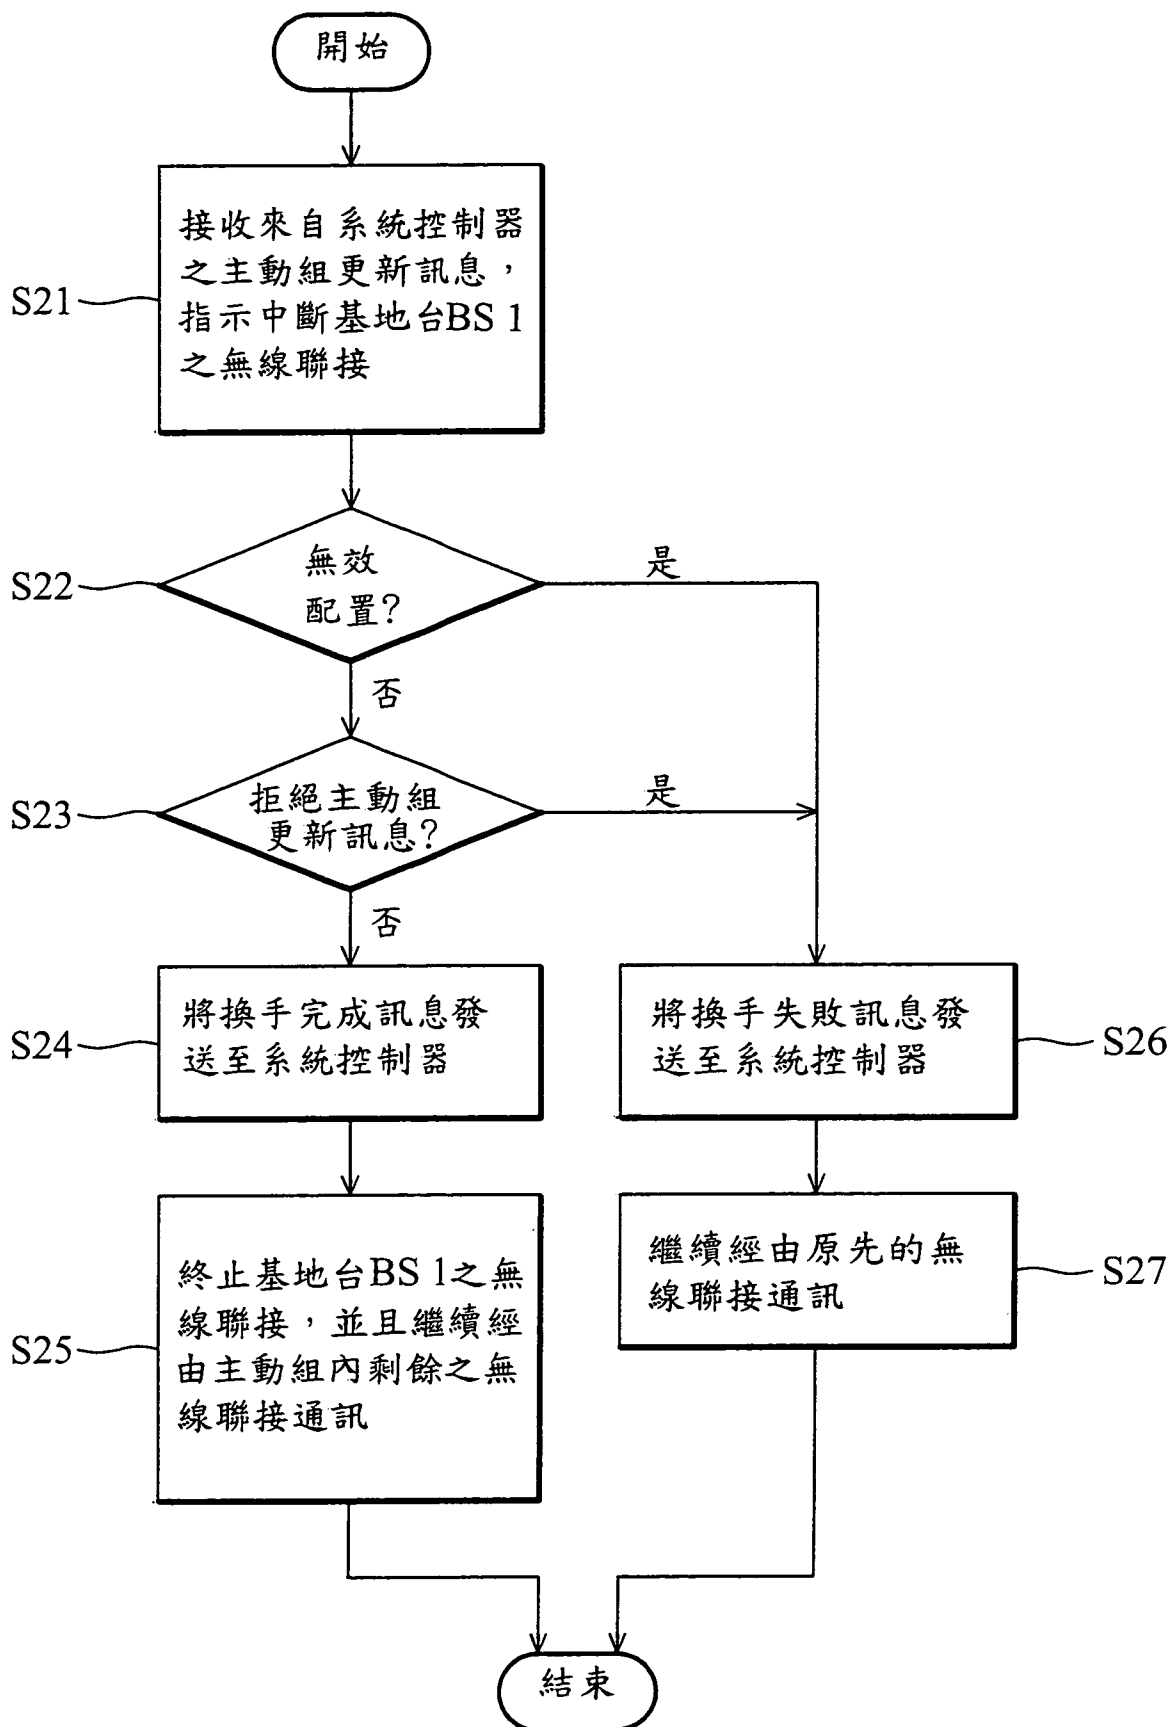 開始
S21
接收來自系統控制器
之主動組更新訊息，
指示中斷基地台BS 1
之無線聯接
S22
無效
配置?
是
否
S23
拒絕主動組
更新訊息?
是
否
S24
將換手完成訊息發
送至系統控制器
將換手失敗訊息發
送至系統控制器
S26
S25
終止基地台BS 1之無
線聯接，並且繼續經
由主動組內剩餘之無
線聯接通訊
繼續經由原先的無
線聯接通訊
S27
結束